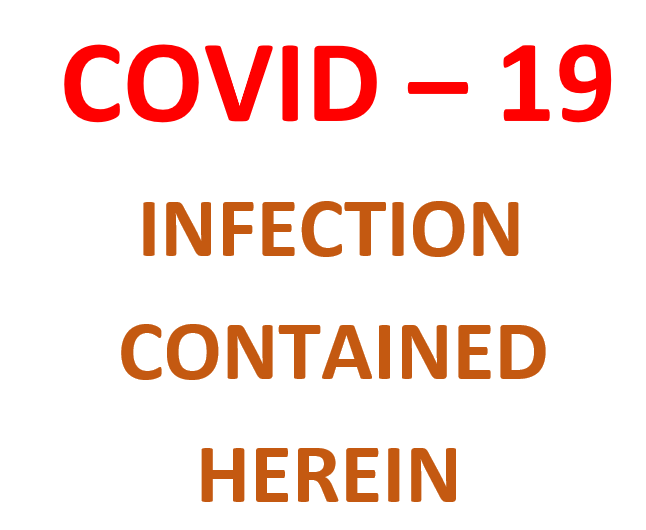 COVID – 19
INFECTION
CONTAINED
HEREIN